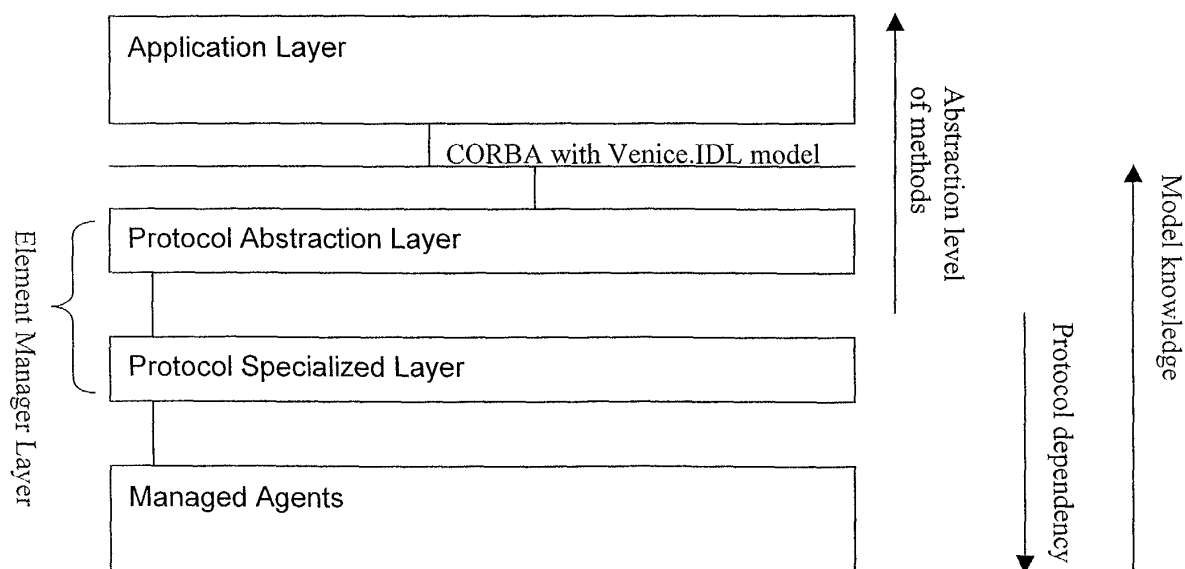 Application Layer
CORBA with Venice.IDL model
Protocol Abstraction Layer
Protocol Specialized Layer
Managed Agents
Element Manager Layer
Abstraction level
of methods
Protocol dependency
Model knowledge